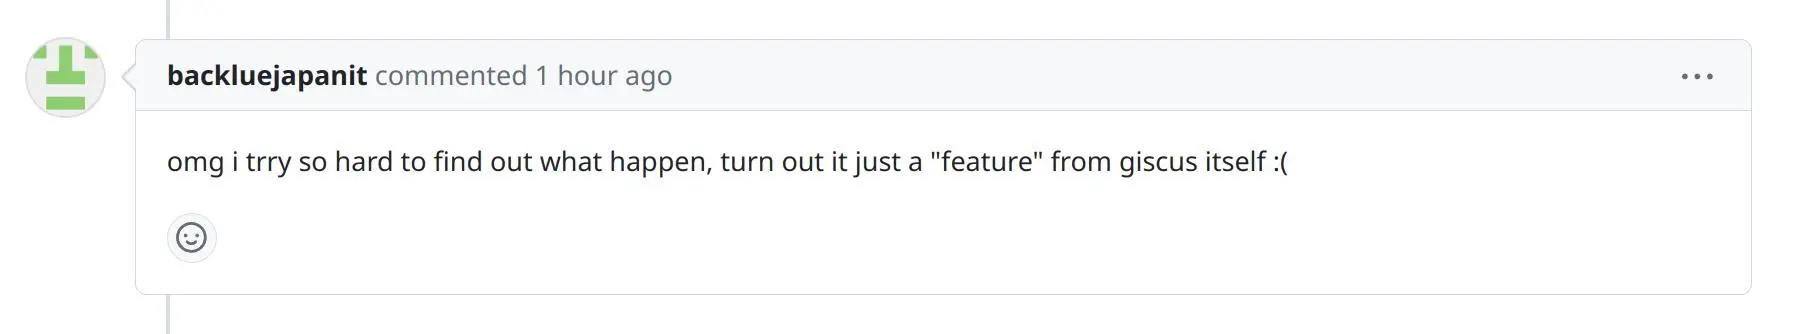 backluejapanit commented 1 hour ago
omg i trry so hard to find out what happen, turn out it just a "feature" from giscus itself :(